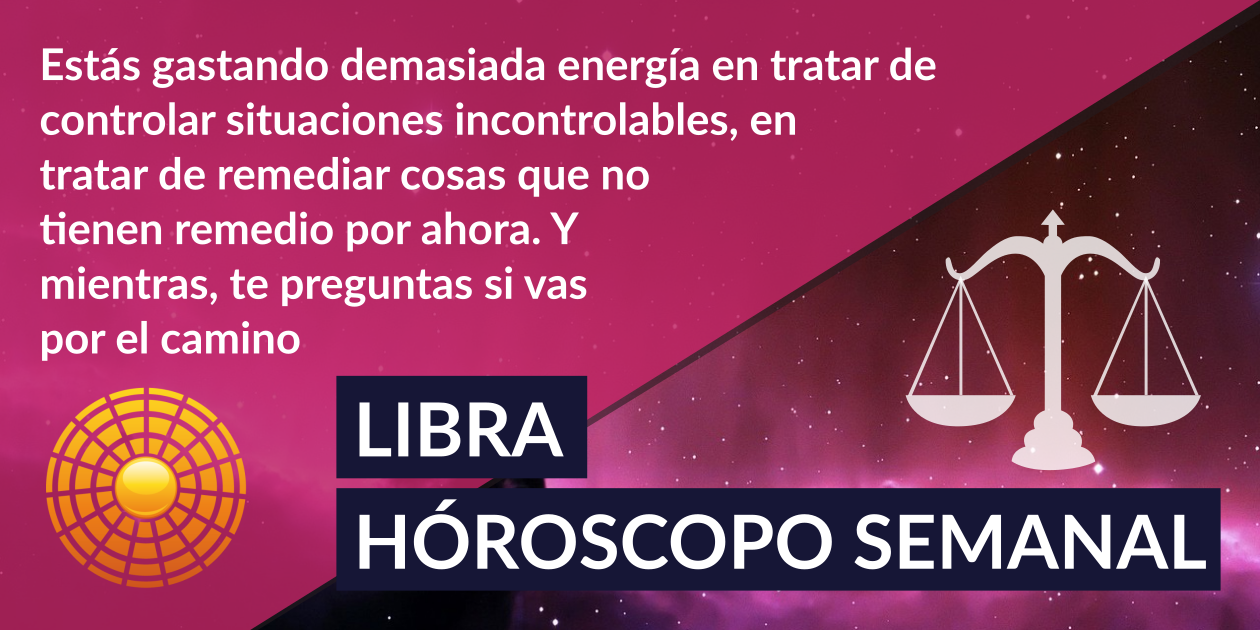 Estás gastando demasiada energía en tratar de
controlar situaciones incontrolables, en
tratar de remediar cosas que no
tienen remedio por ahora. Y
mientras, te preguntas si vas
por el camino
LIBRA
HÓROSCOPO SEMANAL